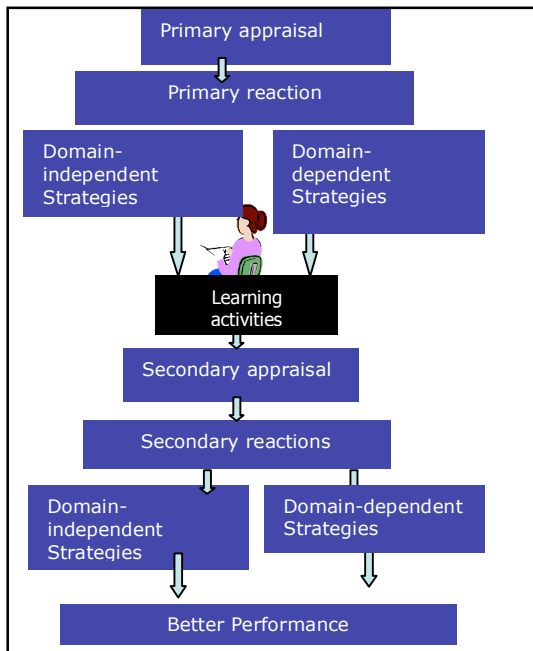 Primary appraisal
Primary reaction
Domain-
independent
Strategies
Domain-
dependent
Strategies
Learning
activities
Secondary appraisal
Secondary reactions
Domain-
independent
Strategies
Domain-dependent
Strategies
Better Performance